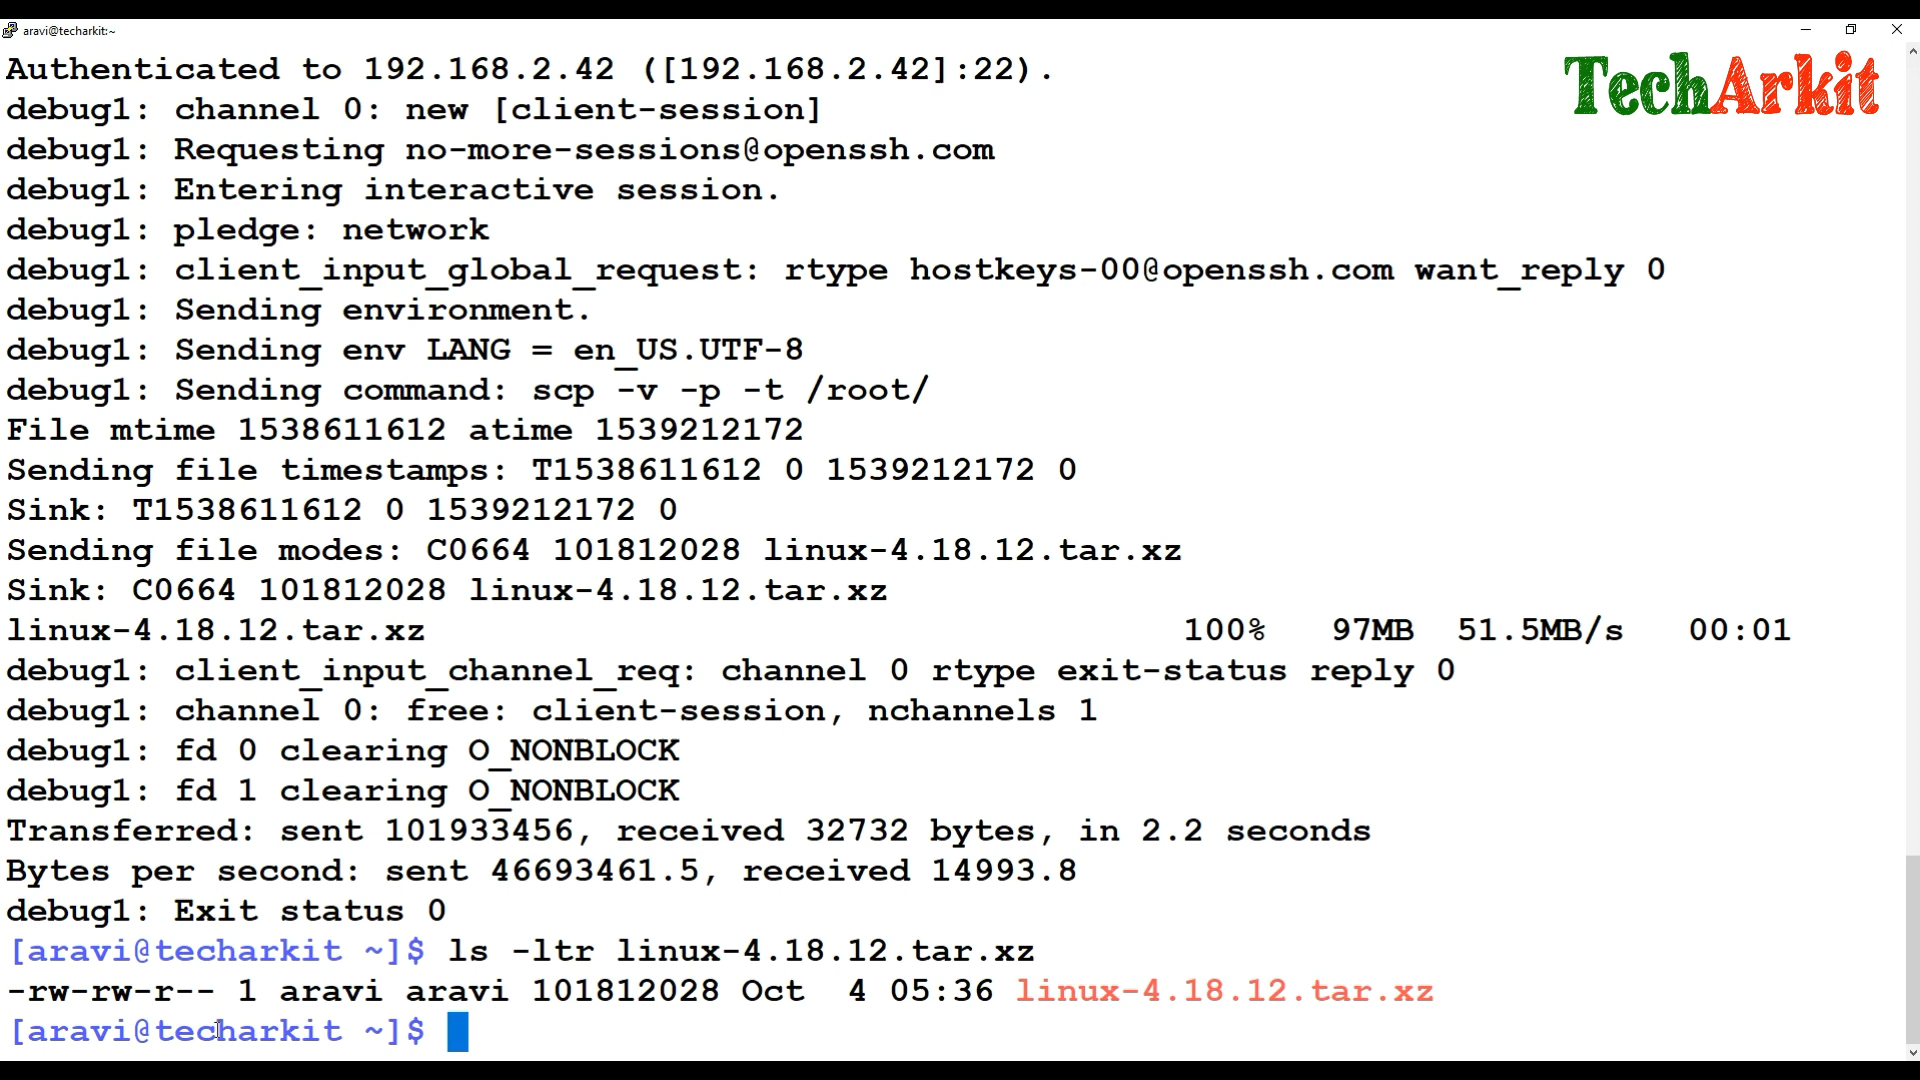 aravi@techarkit:~
TechArkit
Authenticated to 192.168.2.42 ([192.168.2.42]:22).
debug1: channel 0: new [client-session]
debug1: Requesting no-more-sessions@openssh.com
debug1: Entering interactive session.
debug1: pledge: network
debug1: client_input_global_request: rtype hostkeys-00@openssh.com want_reply 0
debug1: Sending environment.
debug1: Sending env LANG = en_US.UTF-8
debug1: Sending command: scp -v -p -t /root/
File mtime 1538611612 atime 1539212172
Sending file timestamps: T1538611612 0 1539212172 0
Sink: T1538611612 0 1539212172 0
Sending file modes: C0664 101812028 linux-4.18.12.tar.xz
Sink: C0664 101812028 linux-4.18.12.tar.xz
linux-4.18.12.tar.xz 100% 97MB 51.5MB/s 00:01
debug1: client_input_channel_req: channel 0 rtype exit-status reply 0
debug1: channel 0: free: client-session, nchannels 1
debug1: fd 0 clearing O_NONBLOCK
debug1: fd 1 clearing O_NONBLOCK
Transferred: sent 101933456, received 32732 bytes, in 2.2 seconds
Bytes per second: sent 46693461.5, received 14993.8
debug1: Exit status 0
[aravi@techarkit ~]$ ls -ltr linux-4.18.12.tar.xz
-rw-rw-r-- 1 aravi aravi 101812028 Oct  4 05:36 linux-4.18.12.tar.xz
[aravi@techarkit ~]$